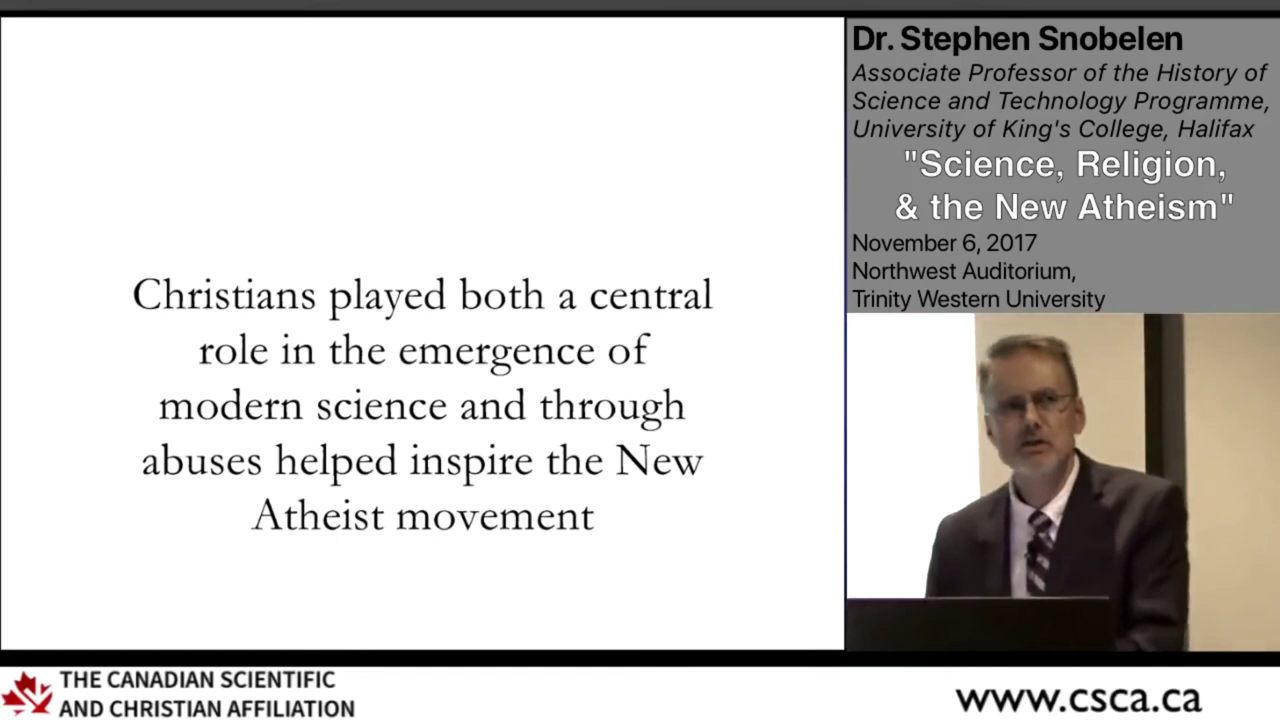 Christians played both a central
role in the emergence of
modern science and through
abuses helped inspire the New
Atheist movement
Dr. Stephen Snobelen
Associate Professor of the History of
Science and Technology Programme,
University of King's College, Halifax
"Science, Religion,
& the New Atheism"
November 6, 2017
Northwest Auditorium,
Trinity Western University
THE CANADIAN SCIENTIFIC
AND CHRISTIAN AFFILIATION
www.csca.ca